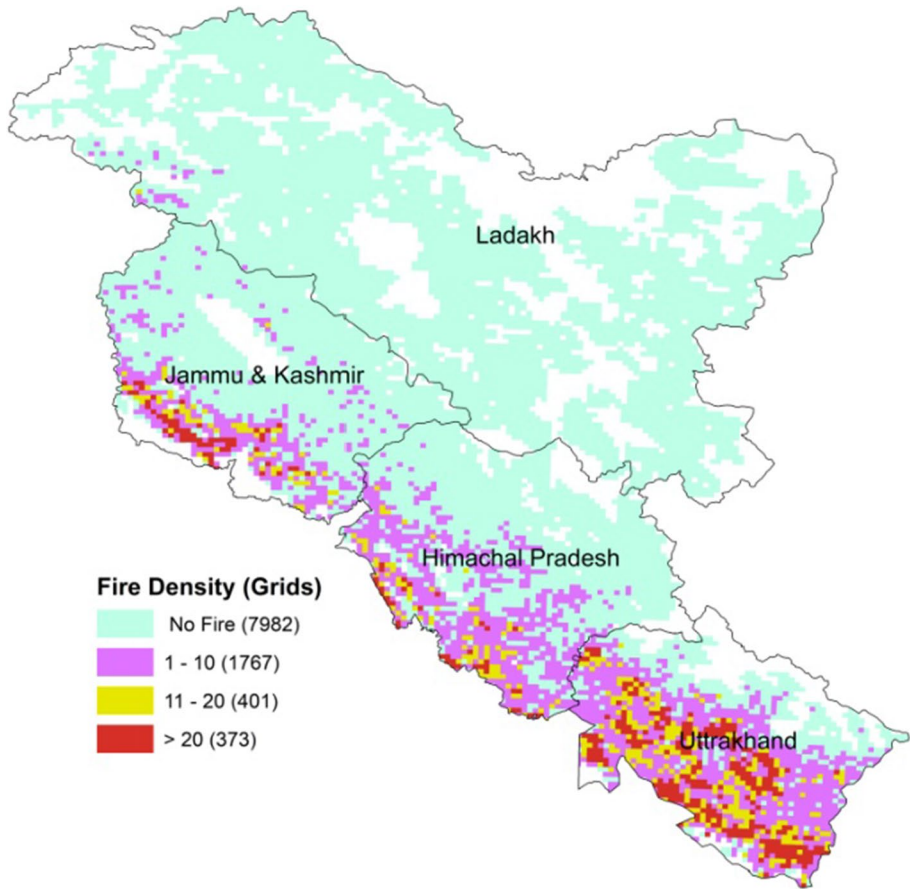 Ladakh
Jammu & Kashmir
Himachal Pradesh
Fire Density (Grids)
No Fire (7982)
1 - 10 (1767)
11 - 20 (401)
> 20 (373)
Uttrakhand